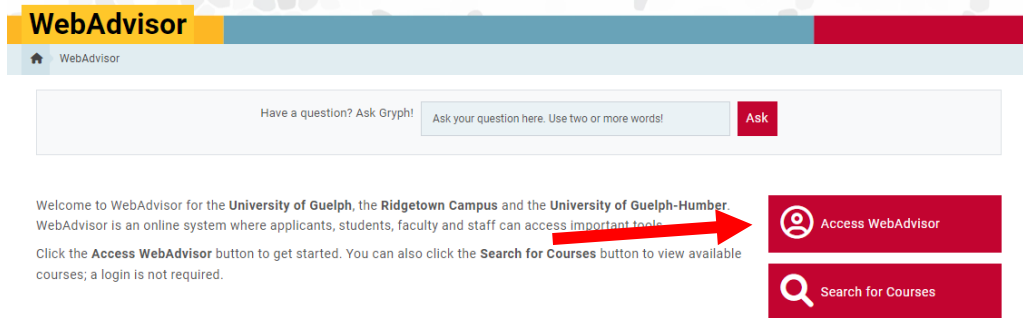 WebAdvisor
WebAdvisor
Have a question? Ask Gryph!
Ask your question here. Use two or more words!
Ask
Welcome to WebAdvisor for the University of Guelph, the Ridgetown Campus and the University of Guelph-Humber.
WebAdvisor is an online system where applicants, students, faculty and staff can access important tools.
Click the Access WebAdvisor button to get started. You can also click the Search for Courses button to view available
courses; a login is not required.
Access WebAdvisor
Search for Courses